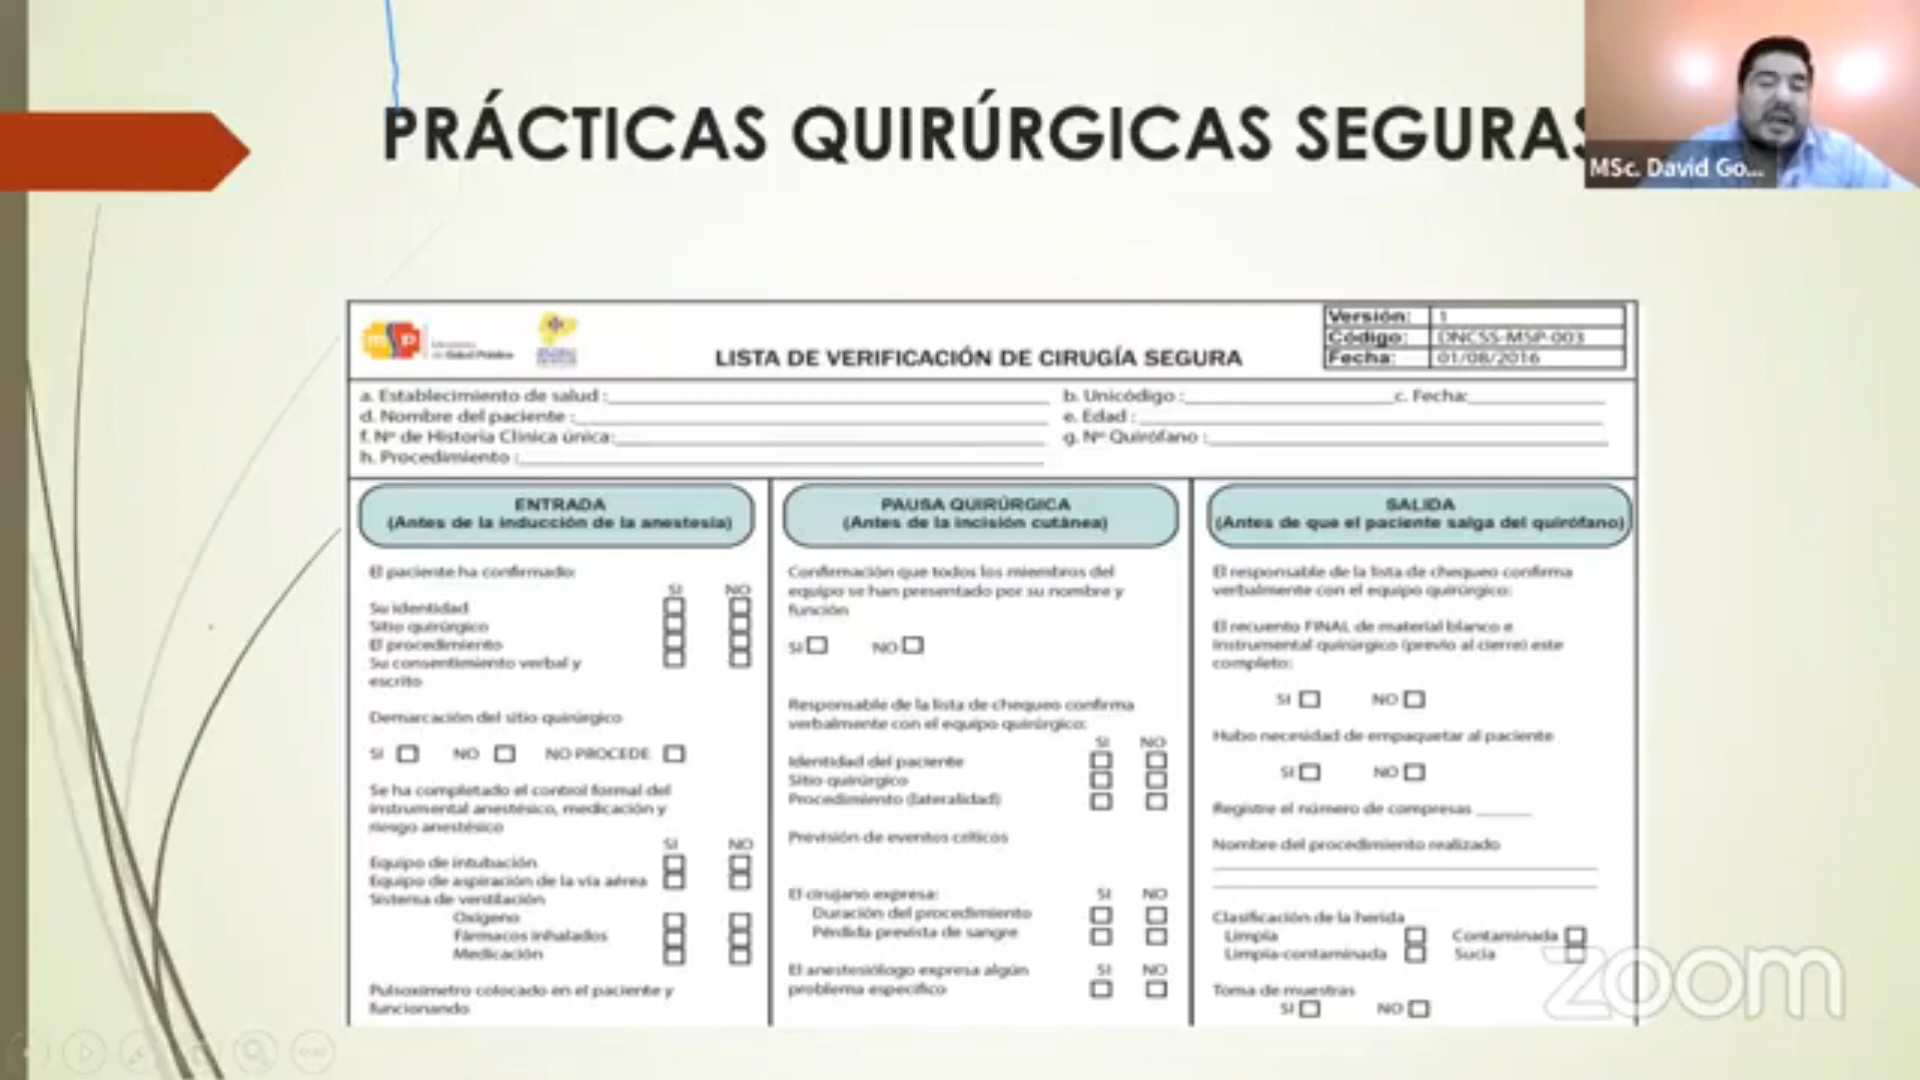 PRÁCTICAS QUIRÚRGICAS SEGURAS
MSc. David Go...
msp
Ministerio
de Salud Pública
LISTA DE VERIFICACIÓN DE CIRUGÍA SEGURA
Versión: 1
Código: DNCSS-MSP-003
Fecha: 01/08/2016
a. Establecimiento de salud :
b. Unicódigo :
c. Fecha:
d. Nombre del paciente :
e. Edad :
f. Nº de Historia Clínica única:
g. Nº Quirófano :
h. Procedimiento :
ENTRADA
(Antes de la inducción de la anestesia)
El paciente ha confirmado:
SI NO
Su identidad
Sitio quirúrgico
El procedimiento
Su consentimiento verbal y
escrito
Demarcación del sitio quirúrgico
SI NO NO PROCEDE
Se ha completado el control formal del
instrumental anestésico, medicación y
riesgo anestésico
SI NO
Equipo de intubación
Equipo de aspiración de la vía aérea
Sistema de ventilación
Oxígeno
Fármacos inhalados
Medicación
Pulsoxímetro colocado en el paciente y
funcionando
PAUSA QUIRÚRGICA
(Antes de la incisión cutánea)
Confirmación que todos los miembros del
equipo se han presentado por su nombre y
función
SI NO
Responsable de la lista de chequeo confirma
verbalmente con el equipo quirúrgico:
SI NO
Identidad del paciente
Sitio quirúrgico
Procedimiento (lateralidad)
Previsión de eventos críticos
El cirujano expresa: SI NO
Duración del procedimiento
Pérdida prevista de sangre
El anestesiólogo expresa algún SI NO
problema específico
SALIDA
(Antes de que el paciente salga del quirófano)
El responsable de la lista de chequeo confirma
verbalmente con el equipo quirúrgico:
El recuento FINAL de material blanco e
instrumental quirúrgico (previo al cierre) este
completo:
SI NO
Hubo necesidad de empaquetar al paciente
SI NO
Registre el número de compresas
Nombre del procedimiento realizado
Clasificación de la herida
Limpia Contaminada
Limpia-contaminada Sucia
Toma de muestras
SI NO
zoom